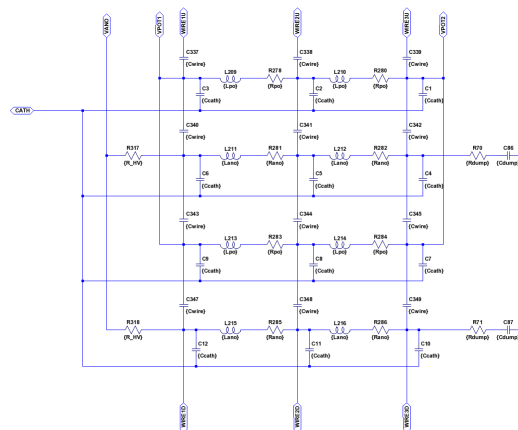 VANO
VPOT1
WIRE1U
WIRE2U
WIRE3U
VPOT2
C337
{Cwire}
C338
{Cwire}
C339
{Cwire}
L209
{Lpo}
R278
{Rpo}
L210
{Lpo}
R280
{Rpo}
C3
{Ccath}
C2
{Ccath}
C1
{Ccath}
CATH
C340
{Cwire}
C341
{Cwire}
C342
{Cwire}
R317
{R_HV}
L211
{Lano}
R281
{Rano}
L212
{Lano}
R282
{Rano}
R70
{Rdump}
C86
{Cdump}
C6
{Ccath}
C5
{Ccath}
C4
{Ccath}
C343
{Cwire}
C344
{Cwire}
C345
{Cwire}
L213
{Lpo}
R283
{Rpo}
L214
{Lpo}
R284
{Rpo}
C9
{Ccath}
C8
{Ccath}
C7
{Ccath}
C347
{Cwire}
C348
{Cwire}
C349
{Cwire}
R318
{R_HV}
L215
{Lano}
R285
{Rano}
L216
{Lano}
R286
{Rano}
R71
{Rdump}
C87
{Cdump}
C12
{Ccath}
C11
{Ccath}
C10
{Ccath}
WIRE1D
WIRE2D
WIRE3D